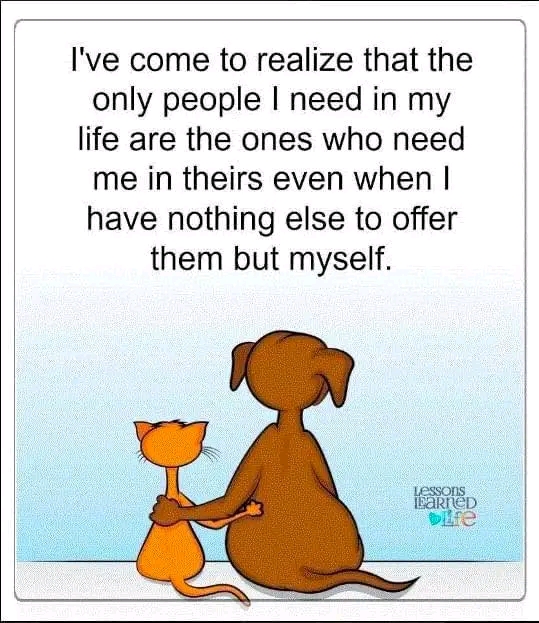 I've come to realize that the
only people I need in my
life are the ones who need
me in theirs even when I
have nothing else to offer
them but myself.
Lessons
Learned
Life